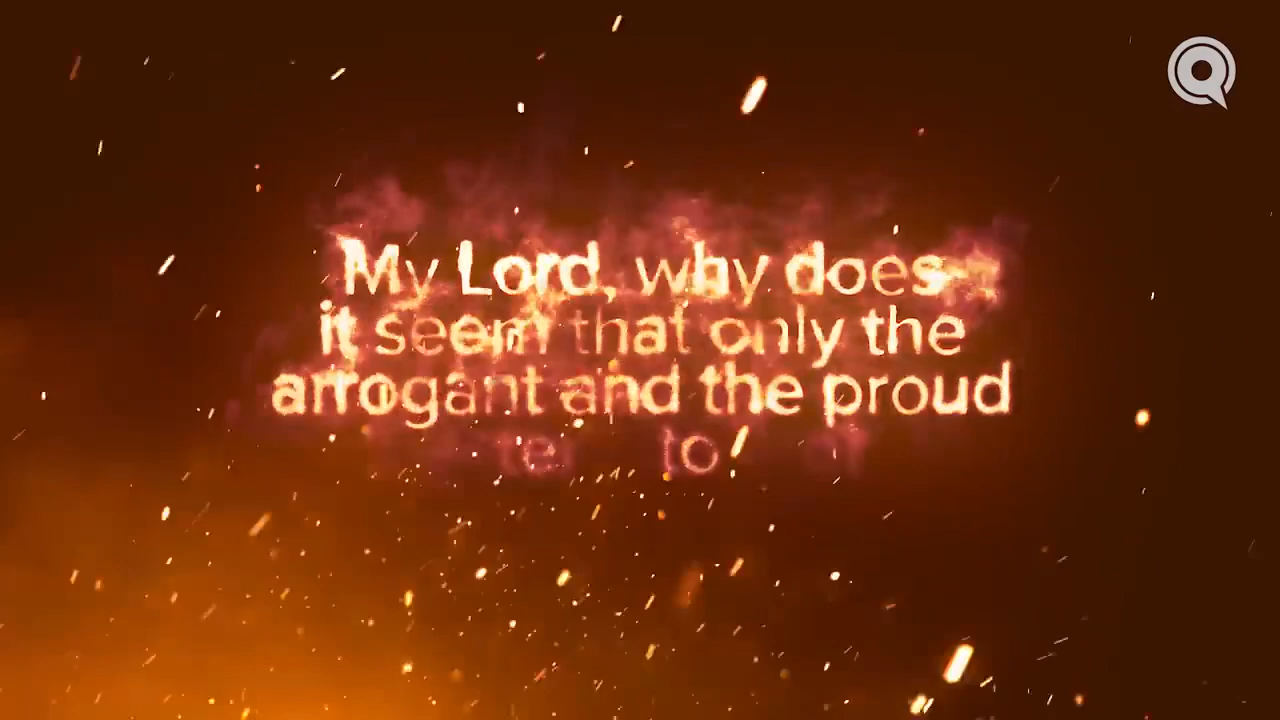 My Lord, why does
it seem that only the
arrogant and the proud
to